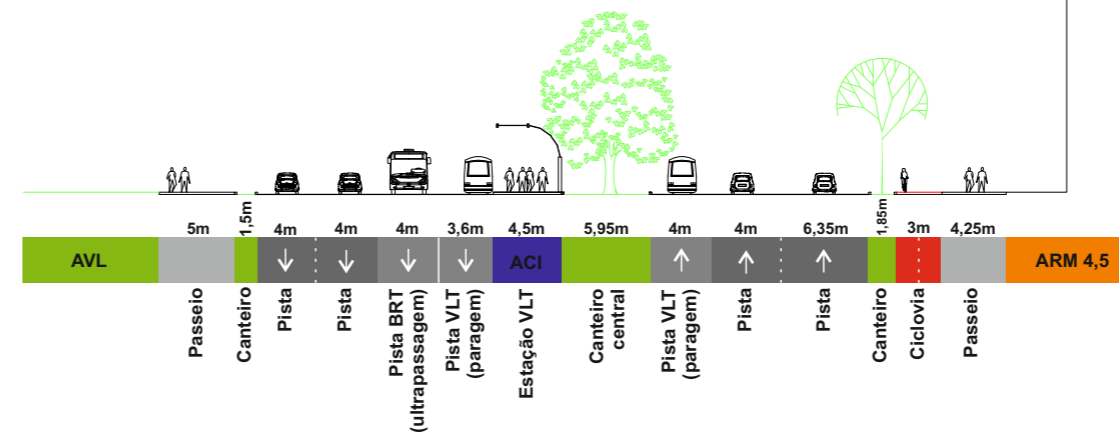 5m
1,5m
4m
4m
4m
3,6m
4,5m
5,95m
4m
4m
6,35m
1,85m
3m
4,25m
AVL
ACI
ARM 4,5
Passeio
Canteiro
Pista
Pista
Pista BRT
(ultrapassagem)
Pista VLT
(paragem)
Estação VLT
Canteiro
central
Pista VLT
(paragem)
Pista
Pista
Canteiro
Ciclovia
Passeio